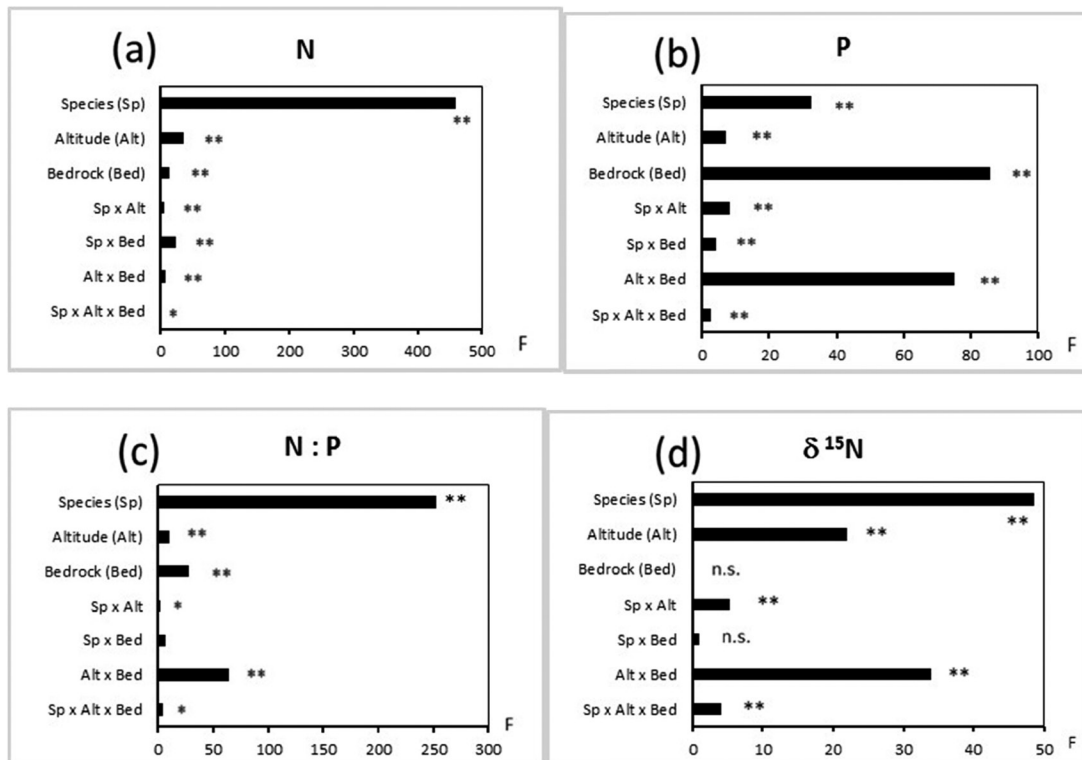 (a) N
Species (Sp) **
Altitude (Alt) **
Bedrock (Bed) **
Sp x Alt **
Sp x Bed **
Alt x Bed **
Sp x Alt x Bed *
0 100 200 300 400 500 F
(b) P
Species (Sp) **
Altitude (Alt) **
Bedrock (Bed) **
Sp x Alt **
Sp x Bed **
Alt x Bed **
Sp x Alt x Bed **
0 20 40 60 80 100 F
(c) N : P
Species (Sp) **
Altitude (Alt) **
Bedrock (Bed) **
Sp x Alt *
Sp x Bed
Alt x Bed **
Sp x Alt x Bed *
0 50 100 150 200 250 300 F
(d) δ ¹⁵N
Species (Sp) **
Altitude (Alt) **
Bedrock (Bed) n.s.
Sp x Alt **
Sp x Bed n.s.
Alt x Bed **
Sp x Alt x Bed **
0 10 20 30 40 50 F